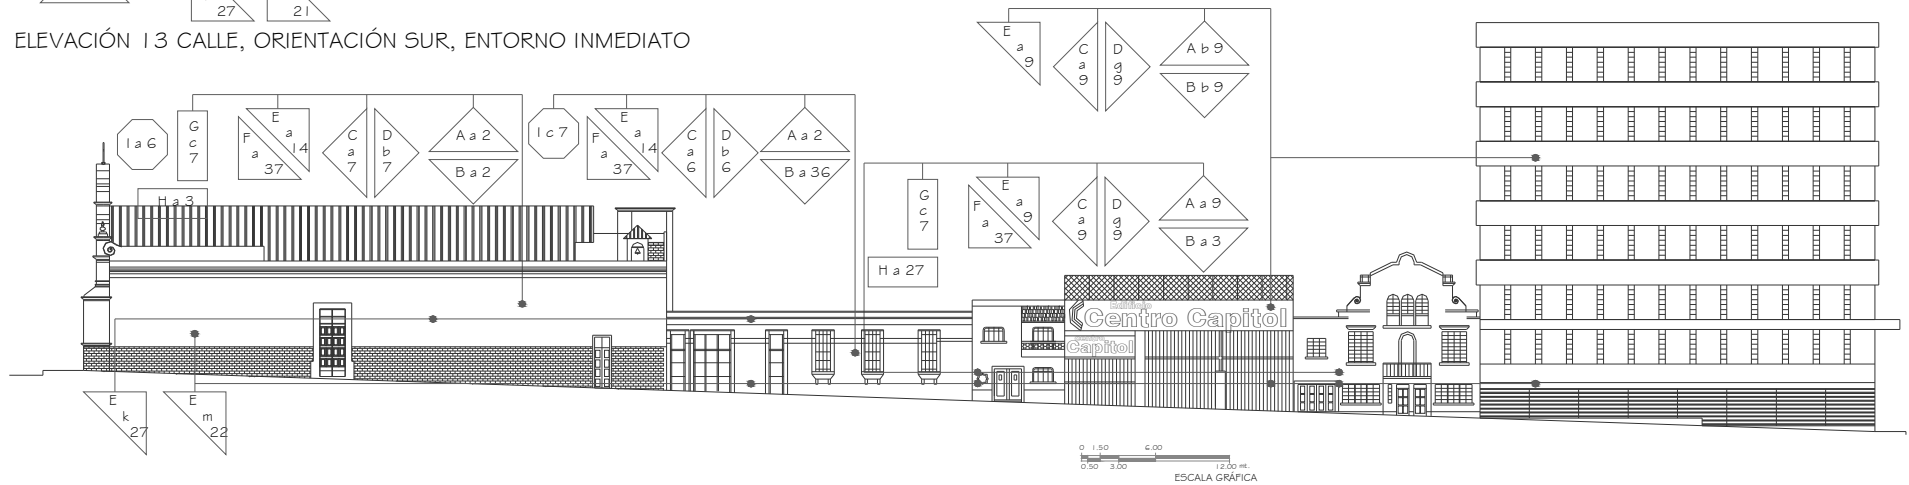 27
21
ELEVACIÓN 13 CALLE, ORIENTACIÓN SUR, ENTORNO INMEDIATO
E
a
9
C
a
9
D
g
9
A b 9
B b 9
I a 6
G
c
7
H a 3
E
a
14
F
a
37
C
a
7
D
b
7
A a 2
B a 2
I c 7
E
a
14
F
a
37
C
a
6
D
b
6
A a 2
B a 36
G
c
7
H a 27
E
a
9
F
a
37
C
a
9
D
g
9
A a 9
B a 3
Edificio
Centro Capitol
Capitol
E
k
27
E
m
22
0 1.50 6.00
0.50 3.00 12.00 mt.
ESCALA GRÁFICA